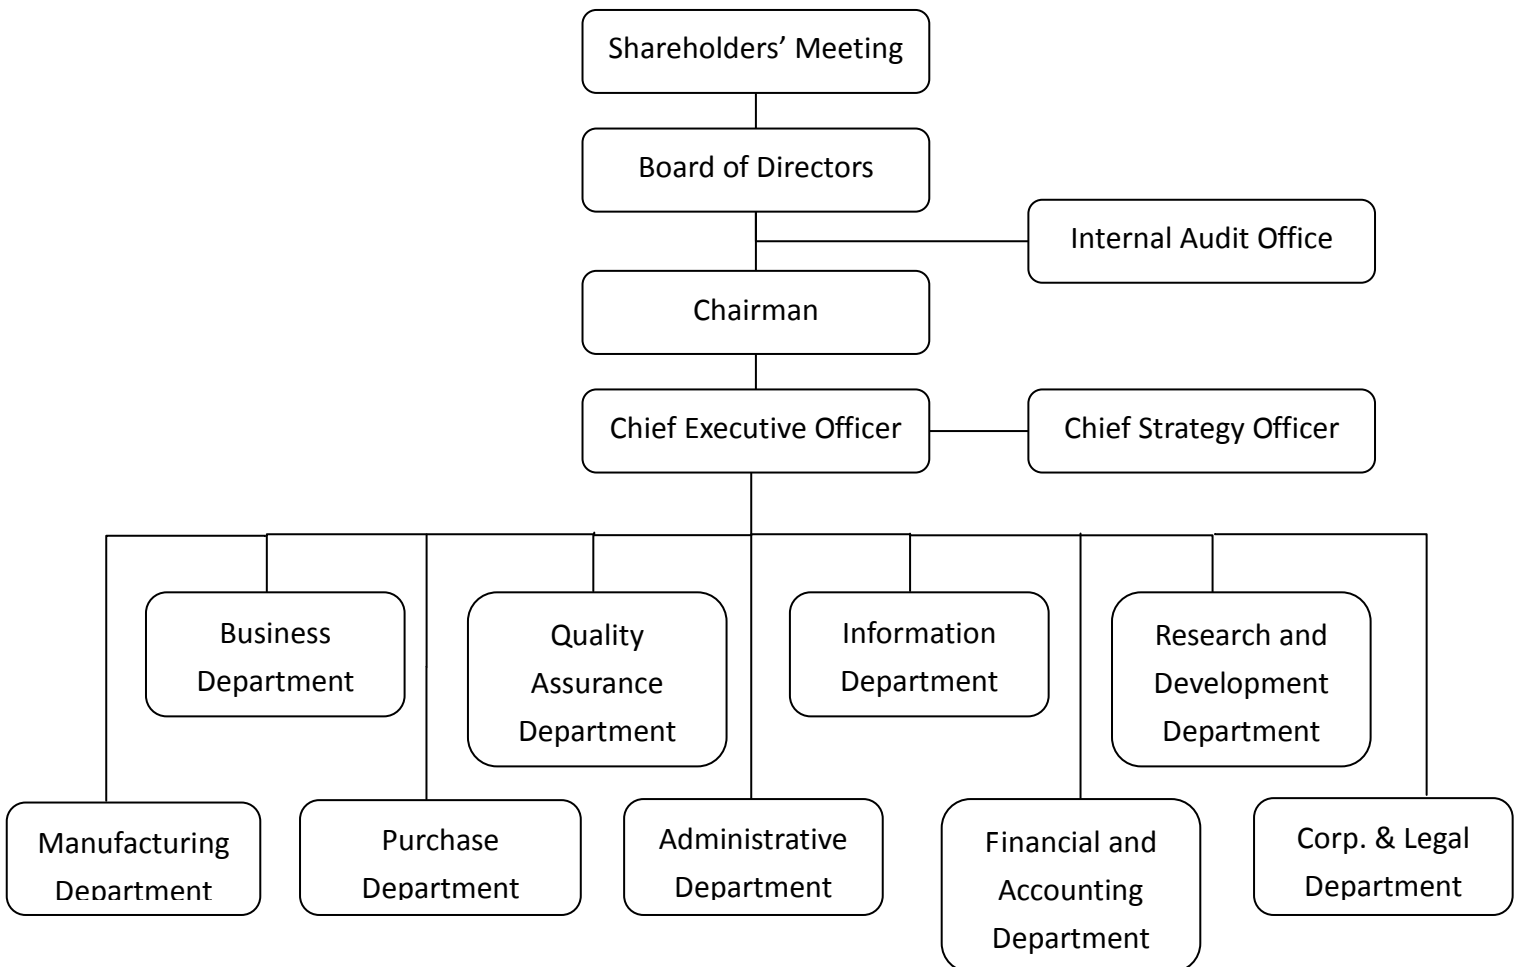 Shareholders’ Meeting
Board of Directors
Internal Audit Office
Chairman
Chief Executive Officer
Chief Strategy Officer
Business
Department
Quality
Assurance
Department
Information
Department
Research and
Development
Department
Manufacturing
Department
Purchase
Department
Administrative
Department
Financial and
Accounting
Department
Corp. & Legal
Department